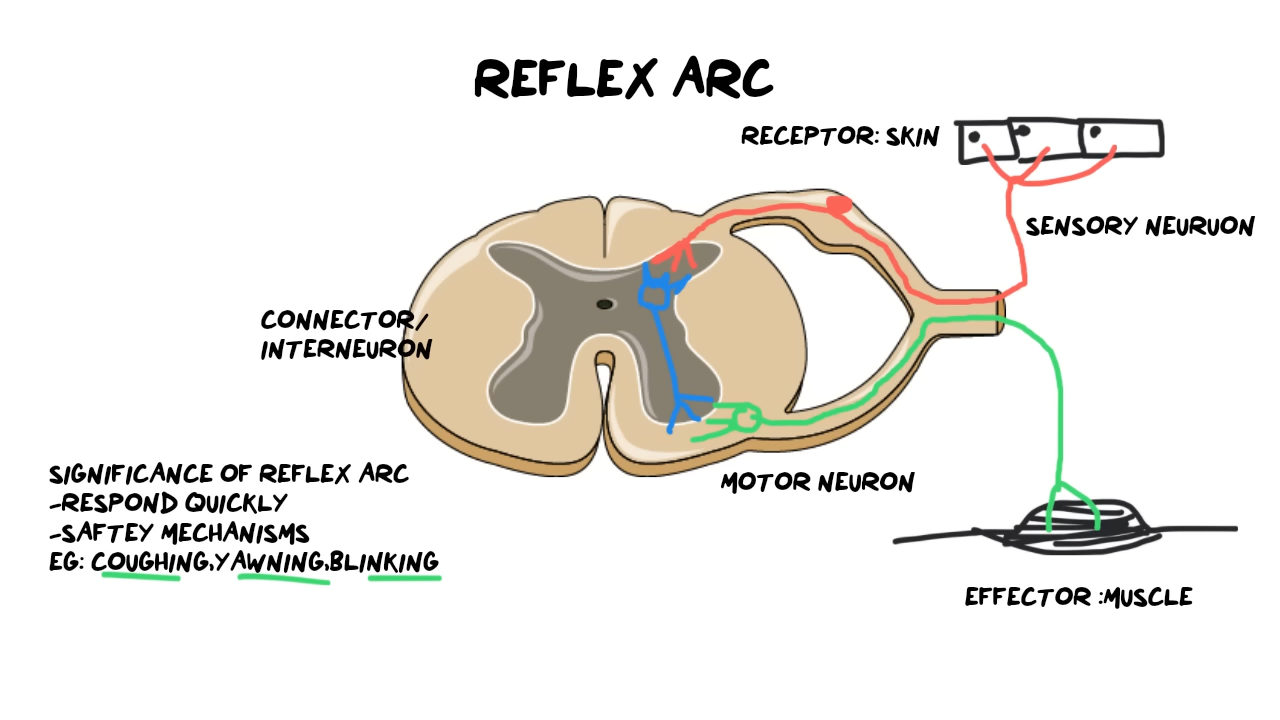 REFLEX ARC
RECEPTOR: SKIN
SENSORY NEURUON
CONNECTOR/
INTERNEURON
SIGNIFICANCE OF REFLEX ARC
-RESPOND QUICKLY
-SAFTEY MECHANISMS
EG: COUGHING,YAWNING,BLINKING
MOTOR NEURON
EFFECTOR :MUSCLE